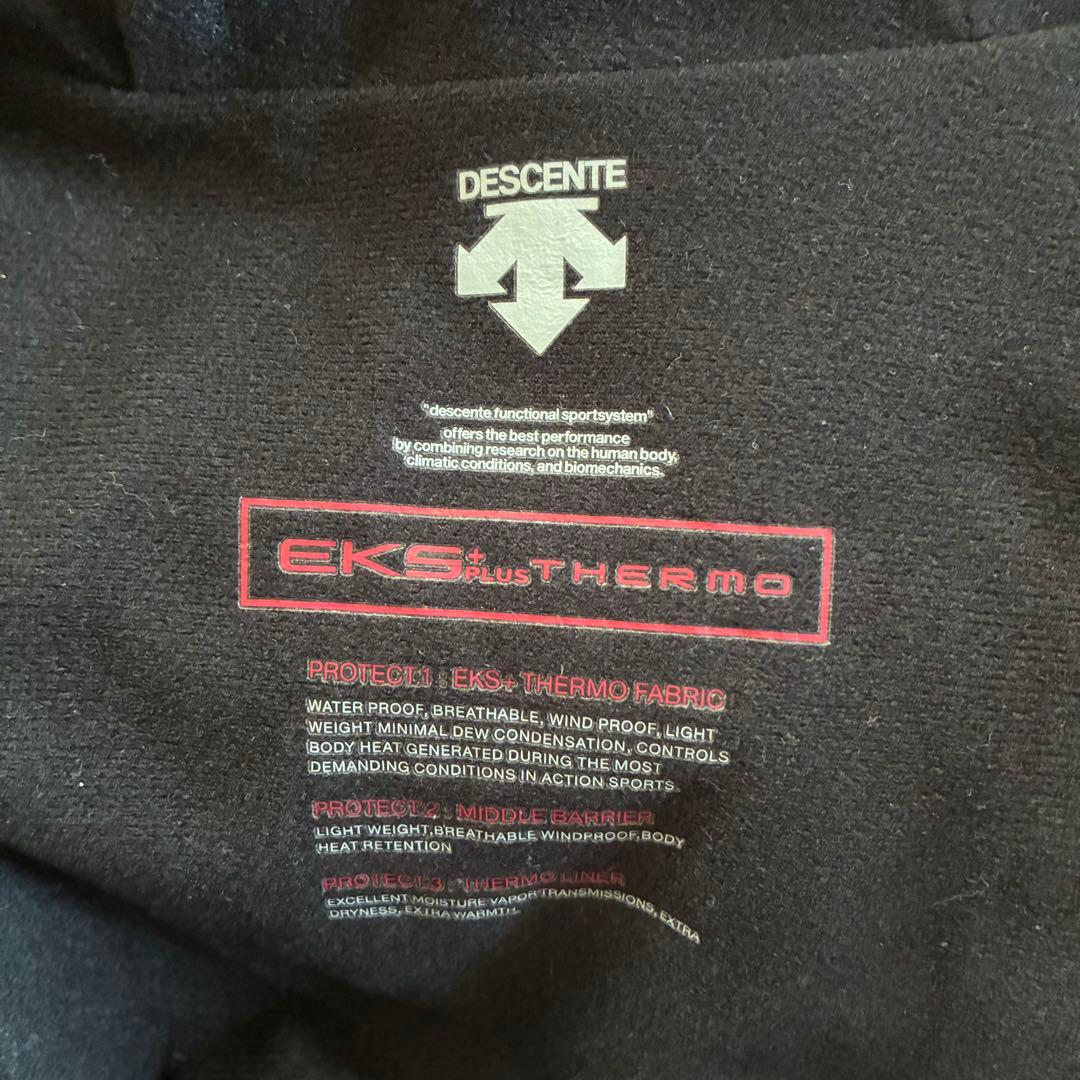 DESCENTE
"descente functional sportsystem"
offers the best performance
by combining research on the human body,
climatic conditions, and biomechanics.
EKS+ PLUS THERMO
PROTECT.1 : EKS+ THERMO FABRIC
WATER PROOF, BREATHABLE, WIND PROOF, LIGHT
WEIGHT MINIMAL DEW CONDENSATION, CONTROLS
BODY HEAT GENERATED DURING THE MOST
DEMANDING CONDITIONS IN ACTION SPORTS.
PROTECT.2 : MIDDLE BARRIER
LIGHT WEIGHT,BREATHABLE WINDPROOF,BODY
HEAT RETENTION
PROTECT.3 : THERMO LINER
EXCELLENT MOISTURE VAPOR TRANSMISSIONS, EXTRA
DRYNESS, EXTRA WARMTH.